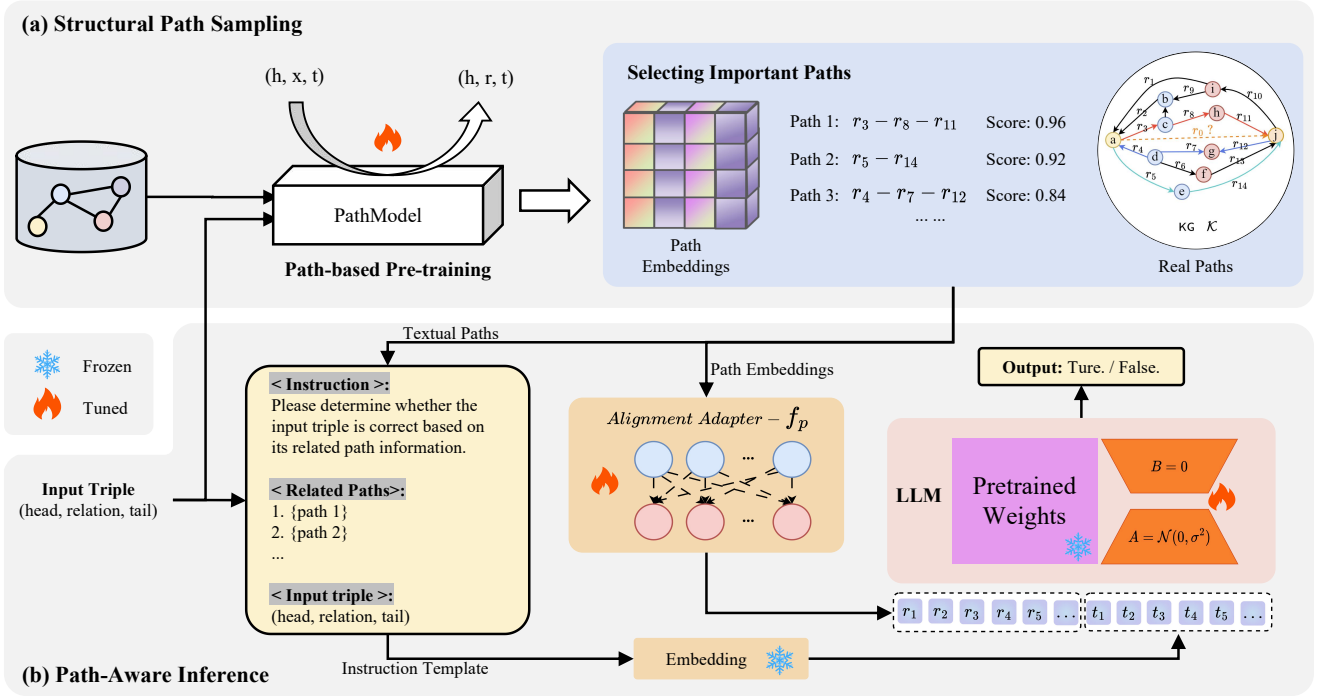 (a) Structural Path Sampling
(h, x, t)
(h, r, t)
PathModel
Path-based Pre-training
Selecting Important Paths
Path 1: r3 − r8 − r11 Score: 0.96
Path 2: r5 − r14 Score: 0.92
Path 3: r4 − r7 − r12 Score: 0.84
... ...
Path
Embeddings
r1
i
r9
r10
b
r2
h
r8
r11
c
r3
a
r0 ?
j
r4
r7
g
r12
d
r6
r13
f
r5
e
r14
KG K
Real Paths
Frozen
Tuned
Textual Paths
Path Embeddings
Input Triple
(head, relation, tail)
< Instruction >:
Please determine whether the
input triple is correct based on
its related path information.
< Related Paths>:
1. {path 1}
2. {path 2}
...
< Input triple >:
(head, relation, tail)
Instruction Template
Alignment Adapter − fp
...
...
Output: Ture. / False.
LLM
Pretrained
Weights
B = 0
A = N(0, σ²)
r1 r2 r3 r4 r5 ... t1 t2 t3 t4 t5 ...
Embedding
(b) Path-Aware Inference